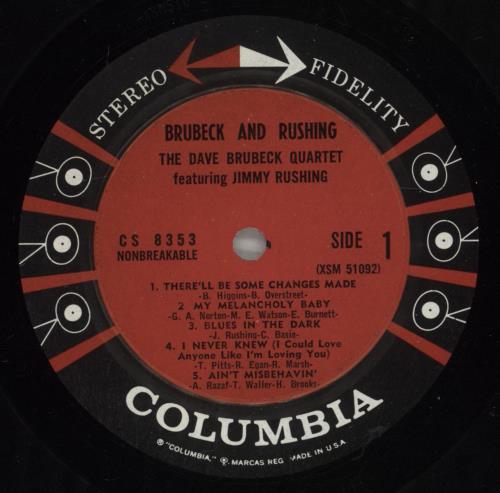 STEREO FIDELITY
BRUBECK AND RUSHING
THE DAVE BRUBECK QUARTET
featuring JIMMY RUSHING
CS 8353
NONBREAKABLE
SIDE 1
(XSM 51092)
1. THERE'LL BE SOME CHANGES MADE
-B. Higgins-B. Overstreet-
2 MY MELANCHOLY BABY
-G. A. Norton-M. E. Watson-E. Burnett-
3. BLUES IN THE DARK
-J. Rushing-C. Basie-
4. I NEVER KNEW (I Could Love
Anyone Like I'm Loving You)
-T. Pitts-R. Egan-R. Marsh-
5. AIN'T MISBEHAVIN'
-A. Razaf-T. Waller-H. Brooks-
COLUMBIA
® "COLUMBIA," MARCAS REG. MADE IN U.S.A.